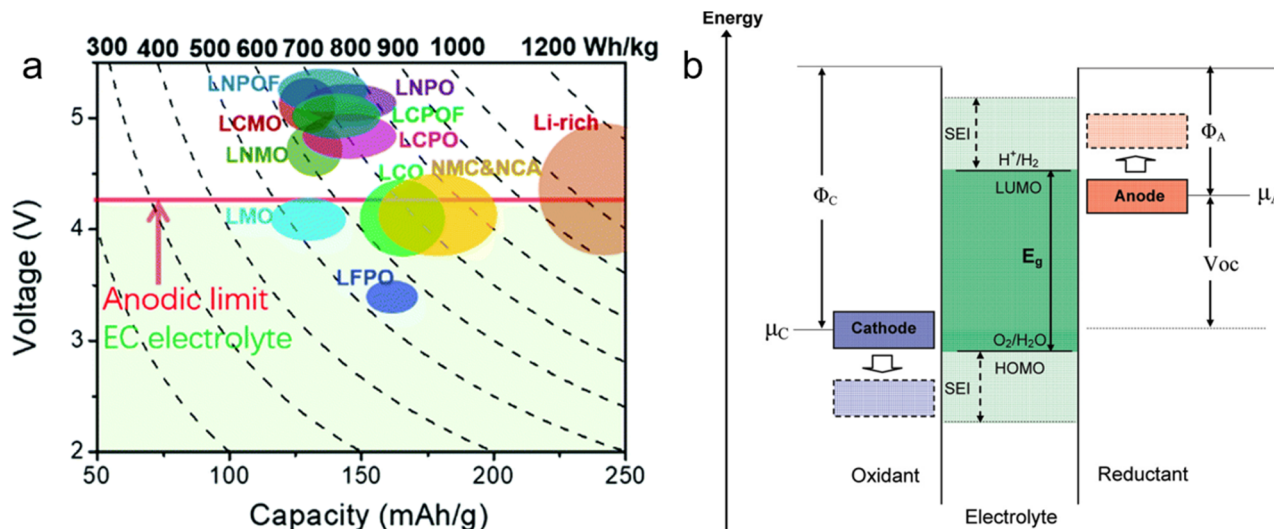 a
300 400 500 600 700 800 900 1000 1200 Wh/kg
LNPOF
LNPO
LCMO
LCPOF
LCPO
LNMO
Li-rich
LCO
NMC&NCA
LMO
LFPO
Anodic limit
EC electrolyte
Voltage (V)
5
4
3
2
50 100 150 200 250
Capacity (mAh/g)
b
Energy
SEI
H+/H2
LUMO
ΦA
Anode
ΦC
Eg
Voc
μC
Cathode
O2/H2O
HOMO
SEI
Oxidant
Reductant
Electrolyte